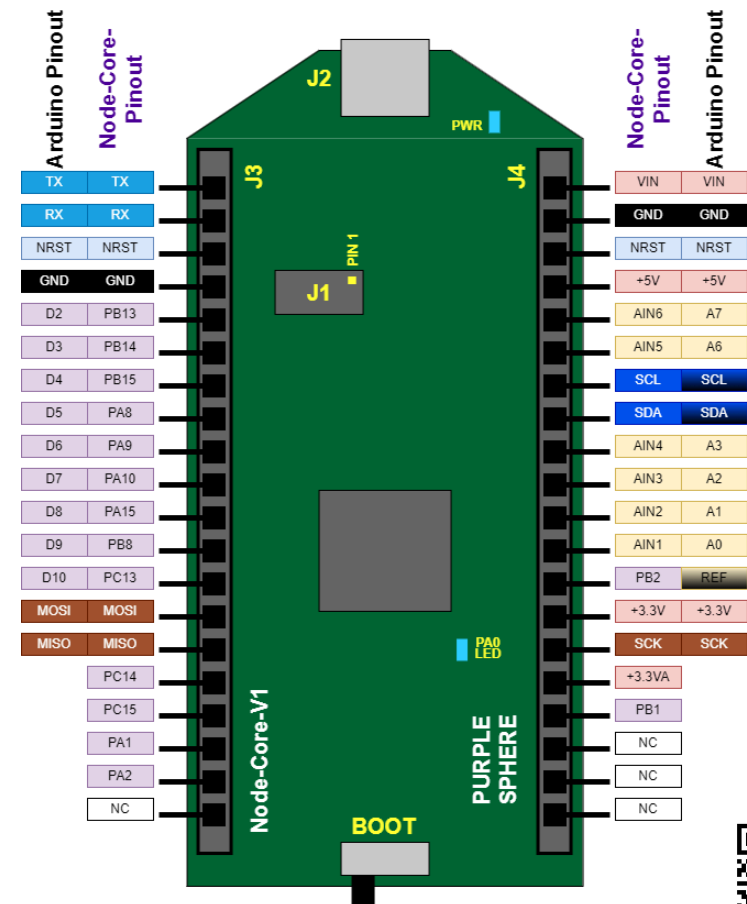 Arduino Pinout
Node-Core-
Pinout
Node-Core-
Pinout
Arduino Pinout
J2
PWR
J3
J4
PIN 1
J1
TX TX
RX RX
NRST NRST
GND GND
D2 PB13
D3 PB14
D4 PB15
D5 PA8
D6 PA9
D7 PA10
D8 PA15
D9 PB8
D10 PC13
MOSI MOSI
MISO MISO
PC14
PC15
PA1
PA2
NC
VIN VIN
GND GND
NRST NRST
+5V +5V
AIN6 A7
AIN5 A6
SCL SCL
SDA SDA
AIN4 A3
AIN3 A2
AIN2 A1
AIN1 A0
PB2 REF
+3.3V +3.3V
SCK SCK
+3.3VA
PB1
NC
NC
NC
PA0
LED
Node-Core-V1
PURPLE
SPHERE
BOOT